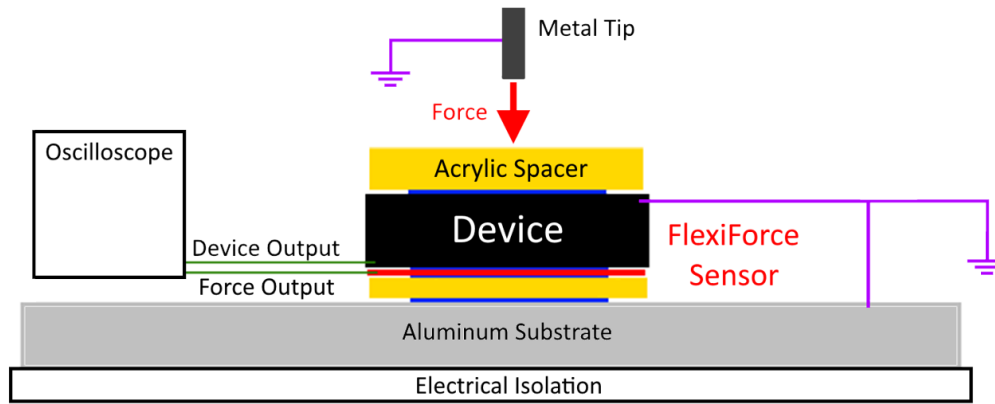 Metal Tip
Force
Oscilloscope
Acrylic Spacer
Device
FlexiForce
Sensor
Device Output
Force Output
Aluminum Substrate
Electrical Isolation